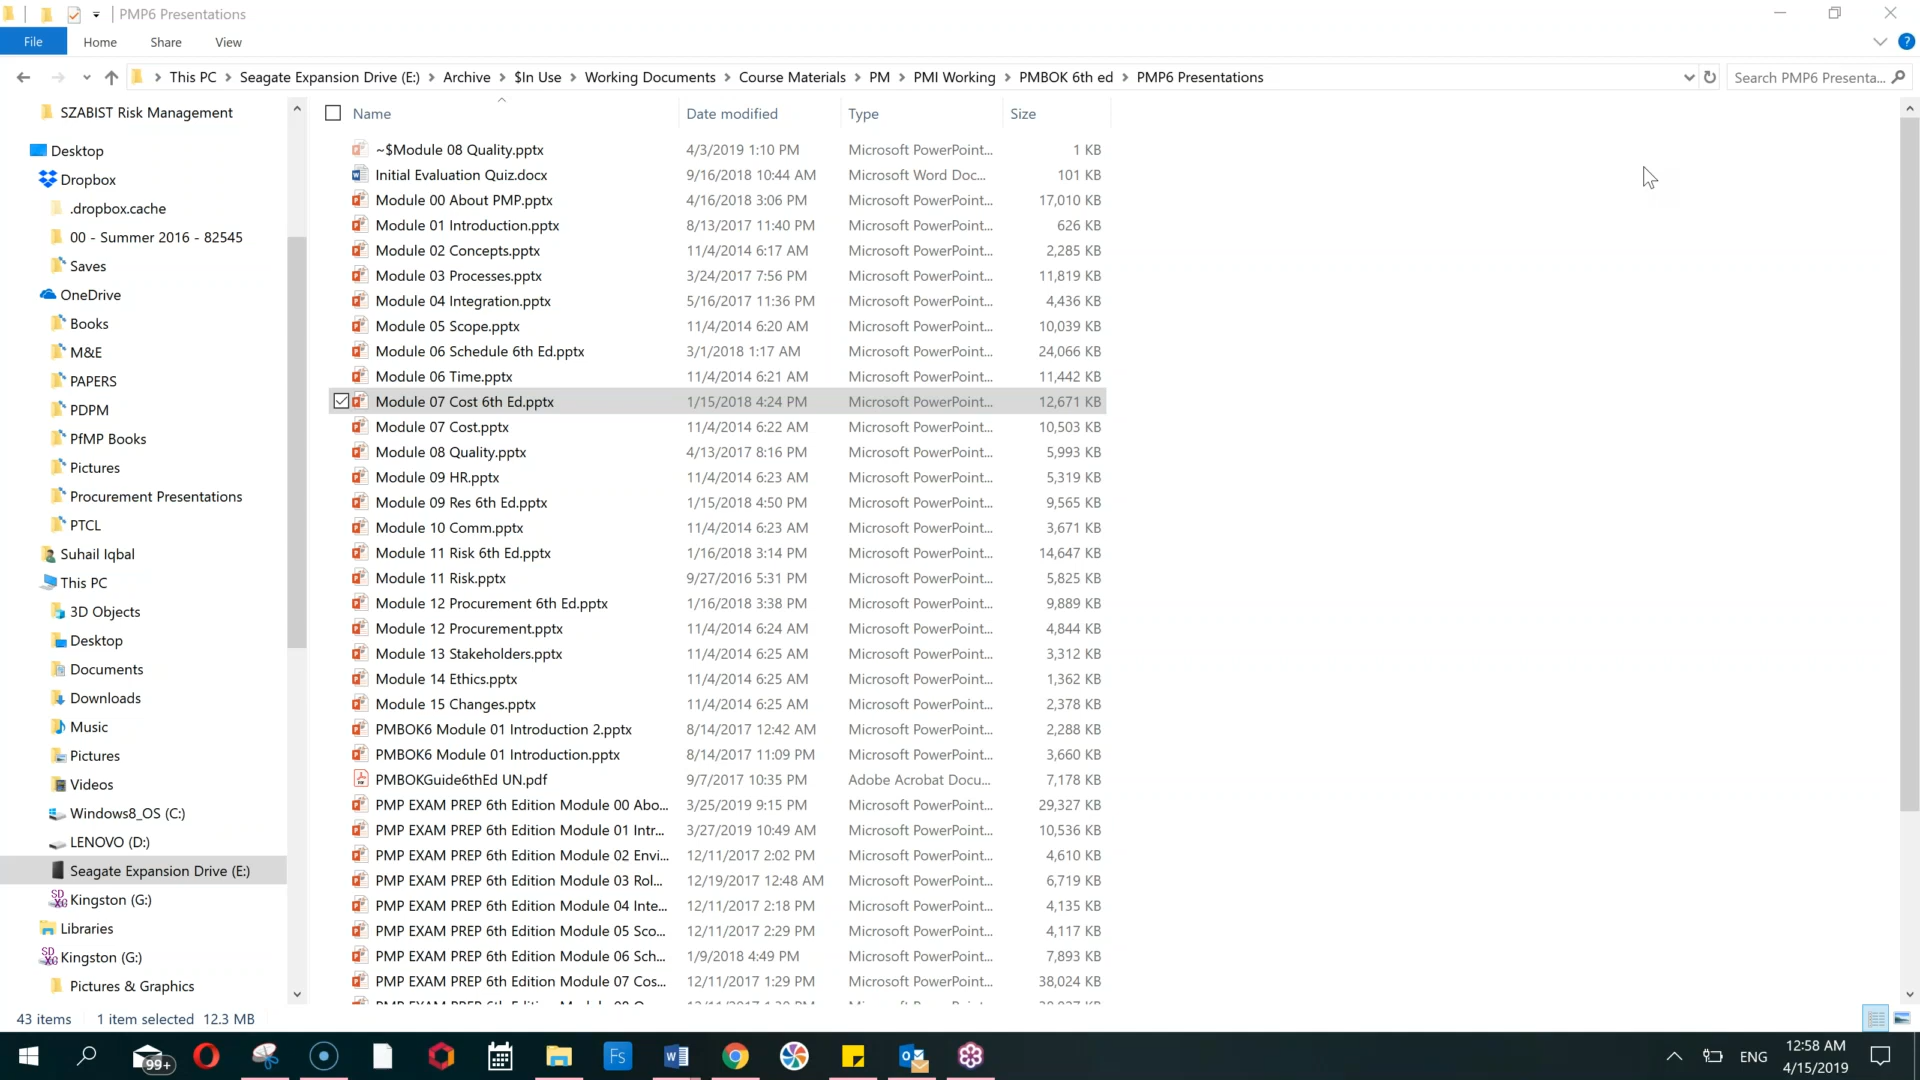 PMP6 Presentations
File Home Share View
This PC Seagate Expansion Drive (E:) Archive $In Use Working Documents Course Materials PM PMI Working PMBOK 6th ed PMP6 Presentations
Search PMP6 Presenta...
SZABIST Risk Management
Desktop
Dropbox
.dropbox.cache
00 - Summer 2016 - 82545
Saves
OneDrive
Books
M&E
PAPERS
PDPM
PfMP Books
Pictures
Procurement Presentations
PTCL
Suhail Iqbal
This PC
3D Objects
Desktop
Documents
Downloads
Music
Pictures
Videos
Windows8_OS (C:)
LENOVO (D:)
Seagate Expansion Drive (E:)
Kingston (G:)
Libraries
Kingston (G:)
Pictures & Graphics
Name Date modified Type Size
~$Module 08 Quality.pptx 4/3/2019 1:10 PM Microsoft PowerPoint... 1 KB
Initial Evaluation Quiz.docx 9/16/2018 10:44 AM Microsoft Word Doc... 101 KB
Module 00 About PMP.pptx 4/16/2018 3:06 PM Microsoft PowerPoint... 17,010 KB
Module 01 Introduction.pptx 8/13/2017 11:40 PM Microsoft PowerPoint... 626 KB
Module 02 Concepts.pptx 11/4/2014 6:17 AM Microsoft PowerPoint... 2,285 KB
Module 03 Processes.pptx 3/24/2017 7:56 PM Microsoft PowerPoint... 11,819 KB
Module 04 Integration.pptx 5/16/2017 11:36 PM Microsoft PowerPoint... 4,436 KB
Module 05 Scope.pptx 11/4/2014 6:20 AM Microsoft PowerPoint... 10,039 KB
Module 06 Schedule 6th Ed.pptx 3/1/2018 1:17 AM Microsoft PowerPoint... 24,066 KB
Module 06 Time.pptx 11/4/2014 6:21 AM Microsoft PowerPoint... 11,442 KB
Module 07 Cost 6th Ed.pptx 1/15/2018 4:24 PM Microsoft PowerPoint... 12,671 KB
Module 07 Cost.pptx 11/4/2014 6:22 AM Microsoft PowerPoint... 10,503 KB
Module 08 Quality.pptx 4/13/2017 8:16 PM Microsoft PowerPoint... 5,993 KB
Module 09 HR.pptx 11/4/2014 6:23 AM Microsoft PowerPoint... 5,319 KB
Module 09 Res 6th Ed.pptx 1/15/2018 4:50 PM Microsoft PowerPoint... 9,565 KB
Module 10 Comm.pptx 11/4/2014 6:23 AM Microsoft PowerPoint... 3,671 KB
Module 11 Risk 6th Ed.pptx 1/16/2018 3:14 PM Microsoft PowerPoint... 14,647 KB
Module 11 Risk.pptx 9/27/2016 5:31 PM Microsoft PowerPoint... 5,825 KB
Module 12 Procurement 6th Ed.pptx 1/16/2018 3:38 PM Microsoft PowerPoint... 9,889 KB
Module 12 Procurement.pptx 11/4/2014 6:24 AM Microsoft PowerPoint... 4,844 KB
Module 13 Stakeholders.pptx 11/4/2014 6:25 AM Microsoft PowerPoint... 3,312 KB
Module 14 Ethics.pptx 11/4/2014 6:25 AM Microsoft PowerPoint... 1,362 KB
Module 15 Changes.pptx 11/4/2014 6:25 AM Microsoft PowerPoint... 2,378 KB
PMBOK6 Module 01 Introduction 2.pptx 8/14/2017 12:42 AM Microsoft PowerPoint... 2,288 KB
PMBOK6 Module 01 Introduction.pptx 8/14/2017 11:09 PM Microsoft PowerPoint... 3,660 KB
PMBOKGuide6thEd UN.pdf 9/7/2017 10:35 PM Adobe Acrobat Docu... 7,178 KB
PMP EXAM PREP 6th Edition Module 00 Abo... 3/25/2019 9:15 PM Microsoft PowerPoint... 29,327 KB
PMP EXAM PREP 6th Edition Module 01 Intr... 3/27/2019 10:49 AM Microsoft PowerPoint... 10,536 KB
PMP EXAM PREP 6th Edition Module 02 Envi... 12/11/2017 2:02 PM Microsoft PowerPoint... 4,610 KB
PMP EXAM PREP 6th Edition Module 03 Rol... 12/19/2017 12:48 AM Microsoft PowerPoint... 6,719 KB
PMP EXAM PREP 6th Edition Module 04 Inte... 12/11/2017 2:18 PM Microsoft PowerPoint... 4,135 KB
PMP EXAM PREP 6th Edition Module 05 Sco... 12/11/2017 2:29 PM Microsoft PowerPoint... 4,117 KB
PMP EXAM PREP 6th Edition Module 06 Sch... 1/9/2018 4:49 PM Microsoft PowerPoint... 7,893 KB
PMP EXAM PREP 6th Edition Module 07 Cos... 12/11/2017 1:29 PM Microsoft PowerPoint... 38,024 KB
43 items 1 item selected 12.3 MB
99+
Fs
ENG
12:58 AM
4/15/2019